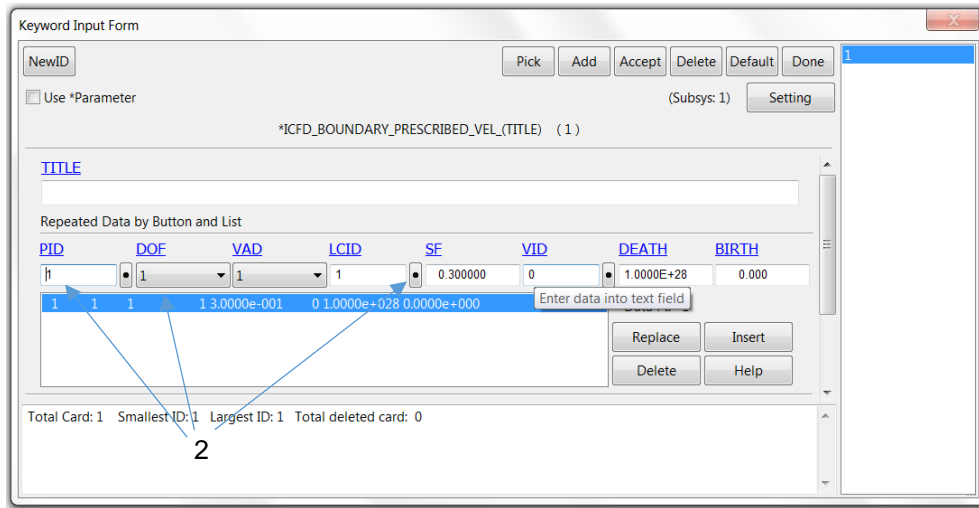 Keyword Input Form
NewID Pick Add Accept Delete Default Done 1
Use *Parameter (Subsys: 1) Setting
*ICFD_BOUNDARY_PRESCRIBED_VEL_(TITLE) (1)
TITLE
Repeated Data by Button and List
PID DOF VAD LCID SF VID DEATH BIRTH
1 1 1 1 0.300000 0 1.0000E+28 0.000
1 1 1 1 3.0000e-001 0 1.0000e+028 0.0000e+000
Enter data into text field
Replace Insert
Delete Help
Total Card: 1 Smallest ID: 1 Largest ID: 1 Total deleted card: 0
2